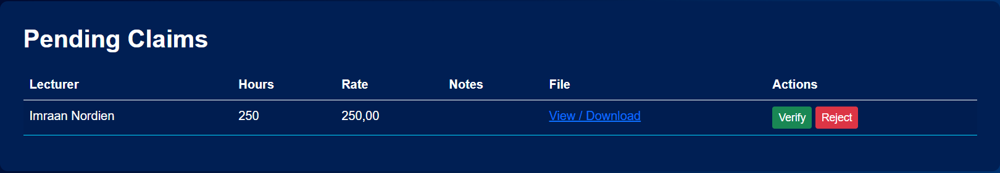 Pending Claims
Lecturer Hours Rate Notes File Actions
Imraan Nordien 250 250,00 View / Download Verify Reject